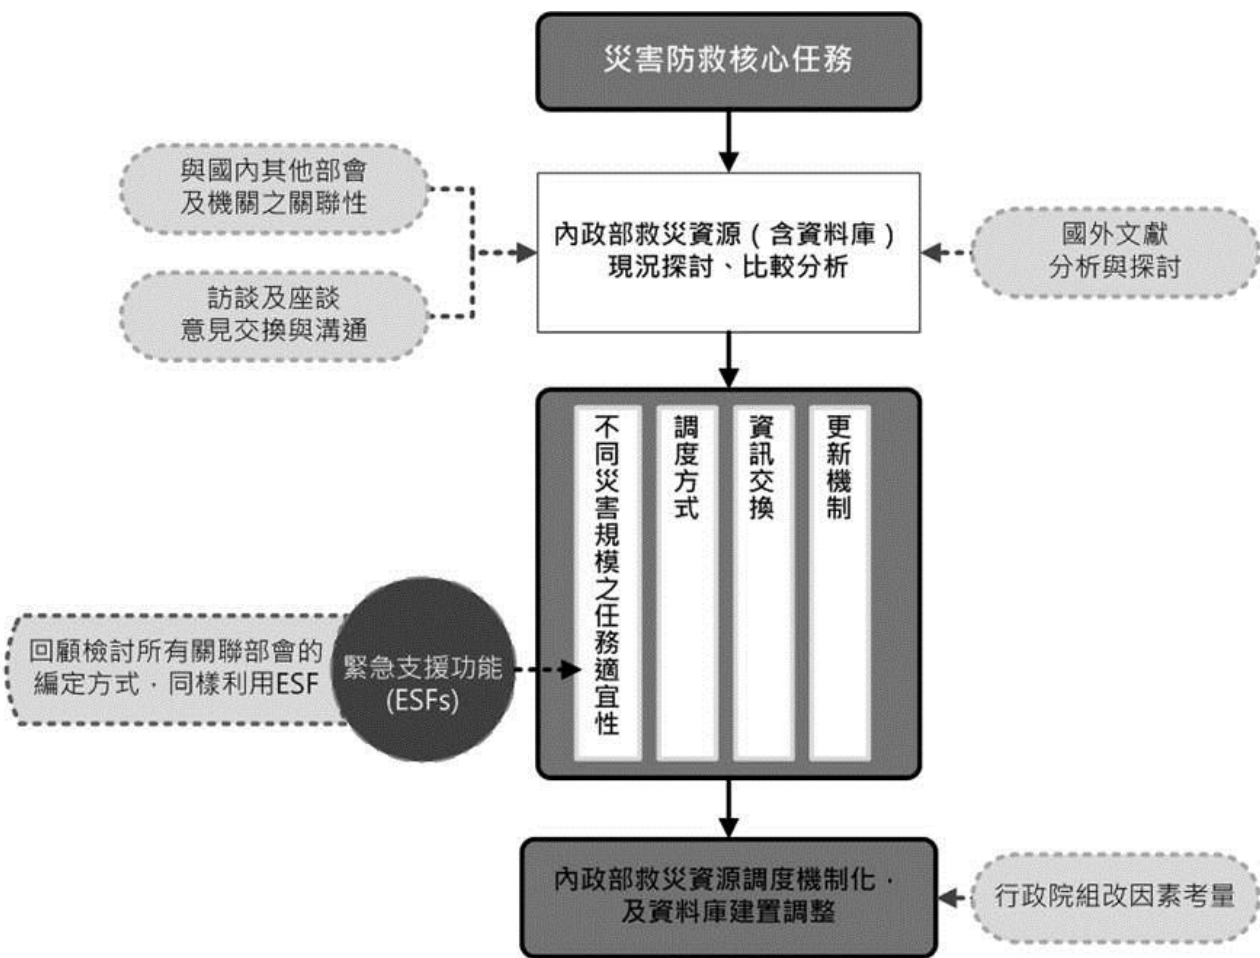 災害防救核心任務
與國內其他部會
及機關之關聯性
內政部救災資源（含資料庫）
現況探討、比較分析
國外文獻
分析與探討
訪談及座談
意見交換與溝通
不同災害規模之任務適宜性
調度方式
資訊交換
更新機制
回顧檢討所有關聯部會的
編定方式，同樣利用ESF
緊急支援功能
(ESFs)
內政部救災資源調度機制化，
及資料庫建置調整
行政院組改因素考量